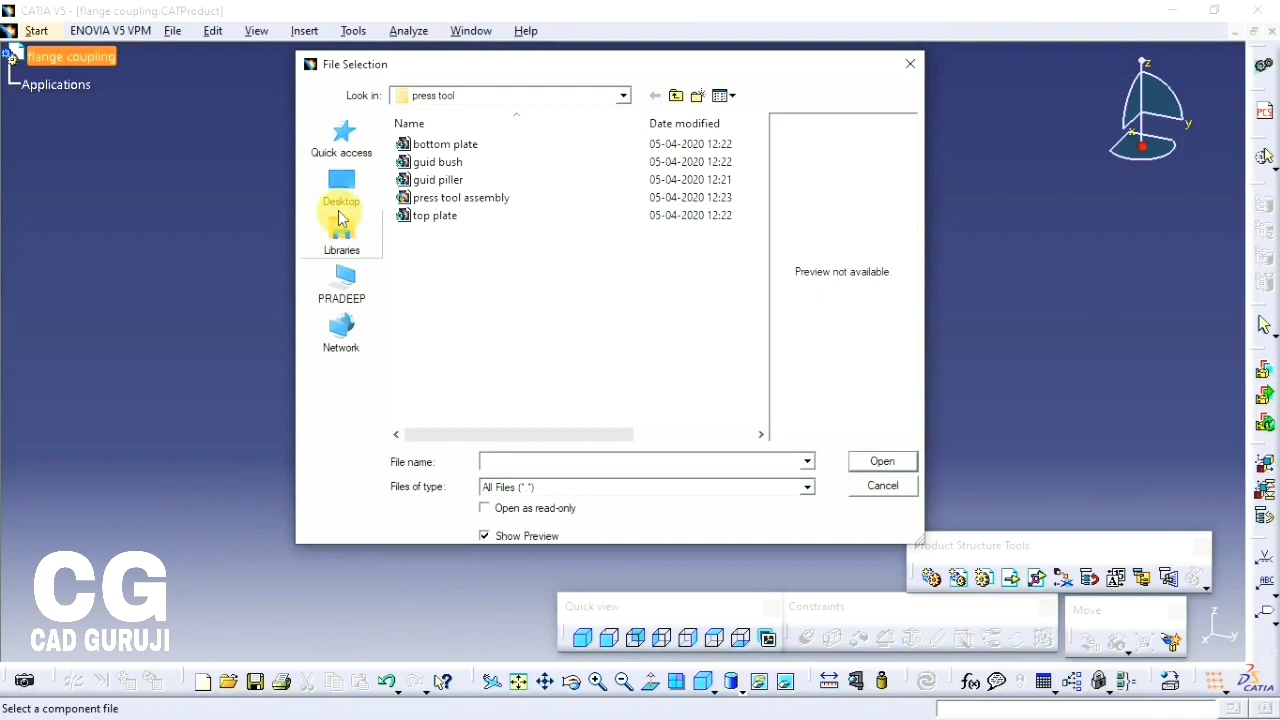 CATIA V5 - [flange coupling.CATProduct]
Start ENOVIA V5 VPM File Edit View Insert Tools Analyze Window Help
flange coupling
Applications
File Selection
Look in: press tool
Name Date modified
Quick access
Desktop
Libraries
PRADEEP
Network
bottom plate 05-04-2020 12:22
guid bush 05-04-2020 12:22
guid piller 05-04-2020 12:21
press tool assembly 05-04-2020 12:23
top plate 05-04-2020 12:22
Preview not available.
File name: Open
Files of type: All Files (*.*) Cancel
Open as read-only
Show Preview
z
y
x
PCS
Product Structure Tools
Quick view
Constraints
Move
ABC
z
y
x
CG
CAD GURUJI
f(x)
DS
CATIA
Select a component file